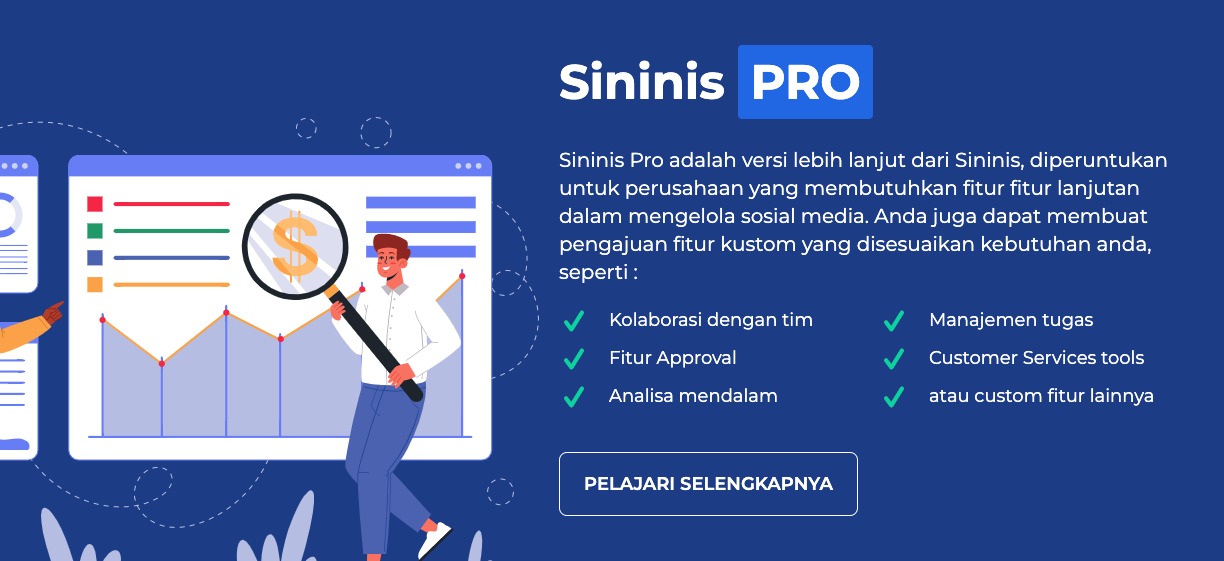 Sininis PRO
Sininis Pro adalah versi lebih lanjut dari Sininis, diperuntukan
untuk perusahaan yang membutuhkan fitur fitur lanjutan
dalam mengelola sosial media. Anda juga dapat membuat
pengajuan fitur kustom yang disesuaikan kebutuhan anda,
seperti :
Kolaborasi dengan tim
Fitur Approval
Analisa mendalam
Manajemen tugas
Customer Services tools
atau custom fitur lainnya
PELAJARI SELENGKAPNYA
$